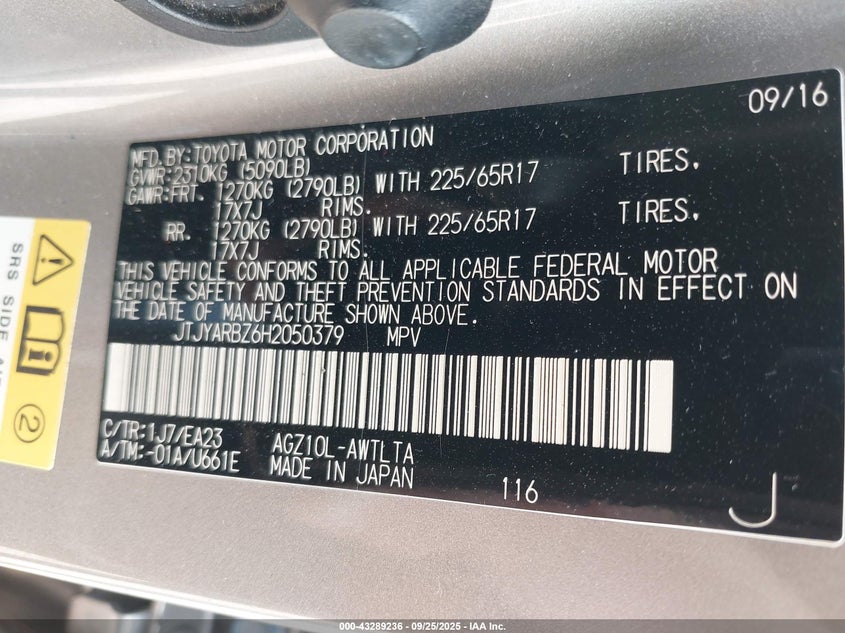 09/16
MFD. BY: TOYOTA MOTOR CORPORATION
GVWR: 2310KG (5090LB)
GAWR: FRT. 1270KG (2790LB) WITH 225/65R17 TIRES.
17X7J RIMS.
RR. 1270KG (2790LB) WITH 225/65R17 TIRES.
17X7J RIMS.
THIS VEHICLE CONFORMS TO ALL APPLICABLE FEDERAL MOTOR
VEHICLE SAFETY AND THEFT PREVENTION STANDARDS IN EFFECT ON
THE DATE OF MANUFACTURE SHOWN ABOVE.
JTJYARBZ6H2050379 MPV
C/TR: 1J7/EA23 AGZ10L-AWTLTA
A/TM: -01A/U661E MADE IN JAPAN 116
J
SRS SIDE
2
000-43289236 - 09/25/2025 - IAA Inc.